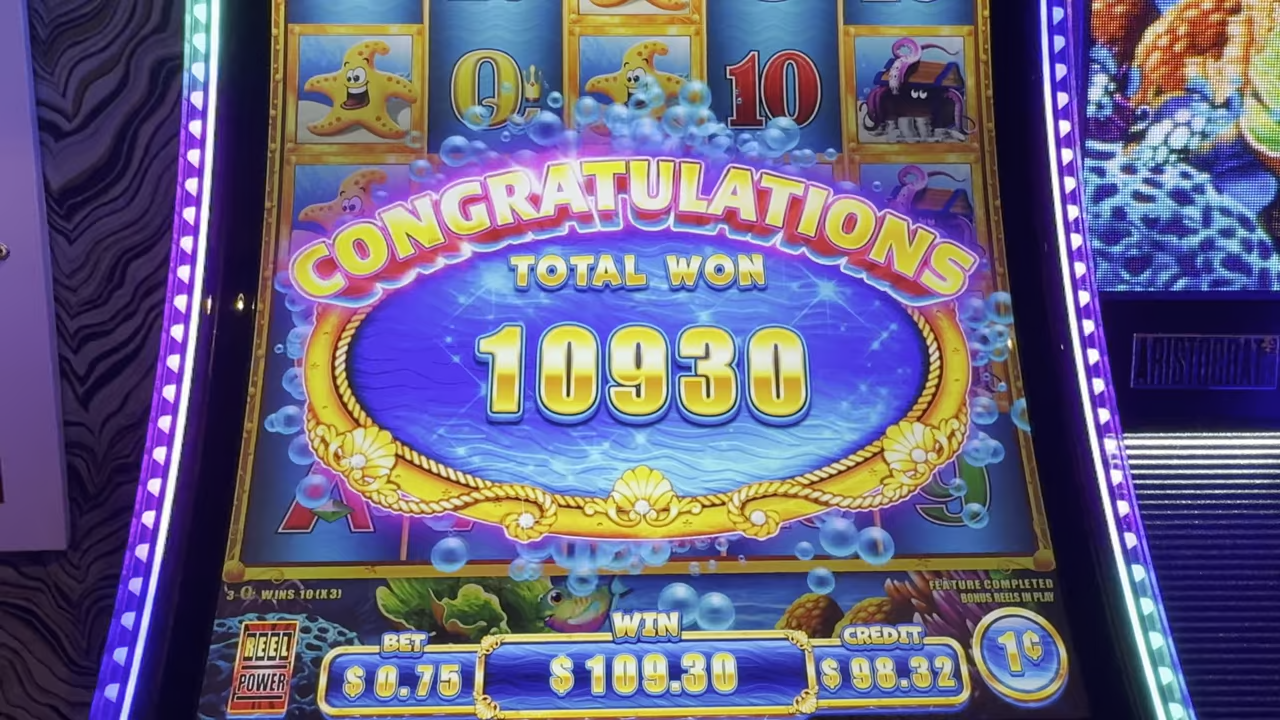 Q
10
CONGRATULATIONS
TOTAL WON
10930
A
9
3 Q WINS 10 (X3)
FEATURE COMPLETED
BONUS REELS IN PLAY
REEL
POWER
BET
$0.75
WIN
$109.30
CREDIT
$98.32
1¢
ARISTOCRAT